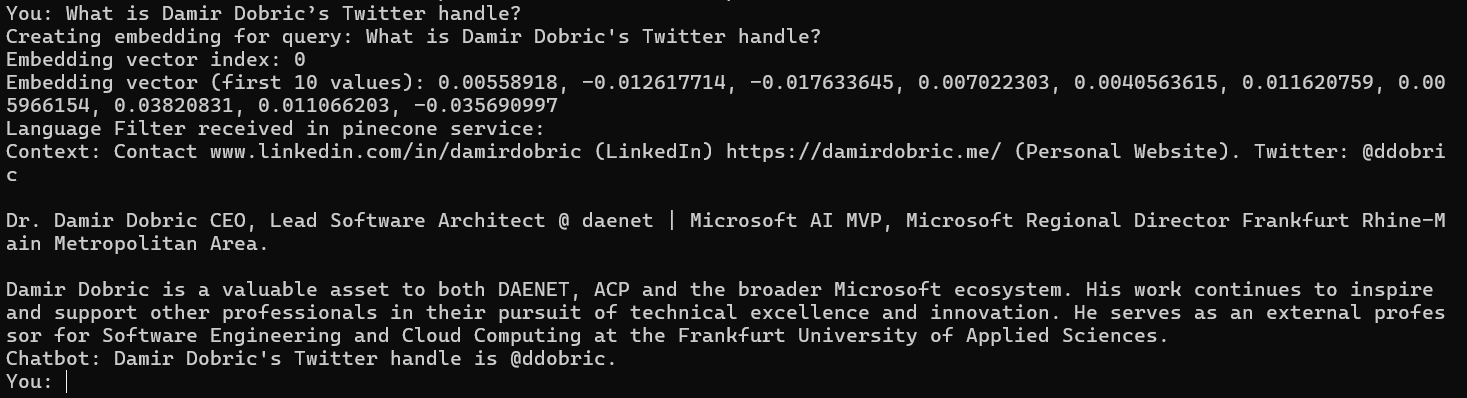 You: What is Damir Dobric’s Twitter handle?
Creating embedding for query: What is Damir Dobric's Twitter handle?
Embedding vector index: 0
Embedding vector (first 10 values): 0.00558918, -0.012617714, -0.017633645, 0.007022303, 0.0040563615, 0.011620759, 0.00
5966154, 0.03820831, 0.011066203, -0.035690997
Language Filter received in pinecone service:
Context: Contact www.linkedin.com/in/damirdobric (LinkedIn) https://damirdobric.me/ (Personal Website). Twitter: @ddobri
c
Dr. Damir Dobric CEO, Lead Software Architect @ daenet | Microsoft AI MVP, Microsoft Regional Director Frankfurt Rhine-M
ain Metropolitan Area.
Damir Dobric is a valuable asset to both DAENET, ACP and the broader Microsoft ecosystem. His work continues to inspire
and support other professionals in their pursuit of technical excellence and innovation. He serves as an external profes
sor for Software Engineering and Cloud Computing at the Frankfurt University of Applied Sciences.
Chatbot: Damir Dobric's Twitter handle is @ddobric.
You: